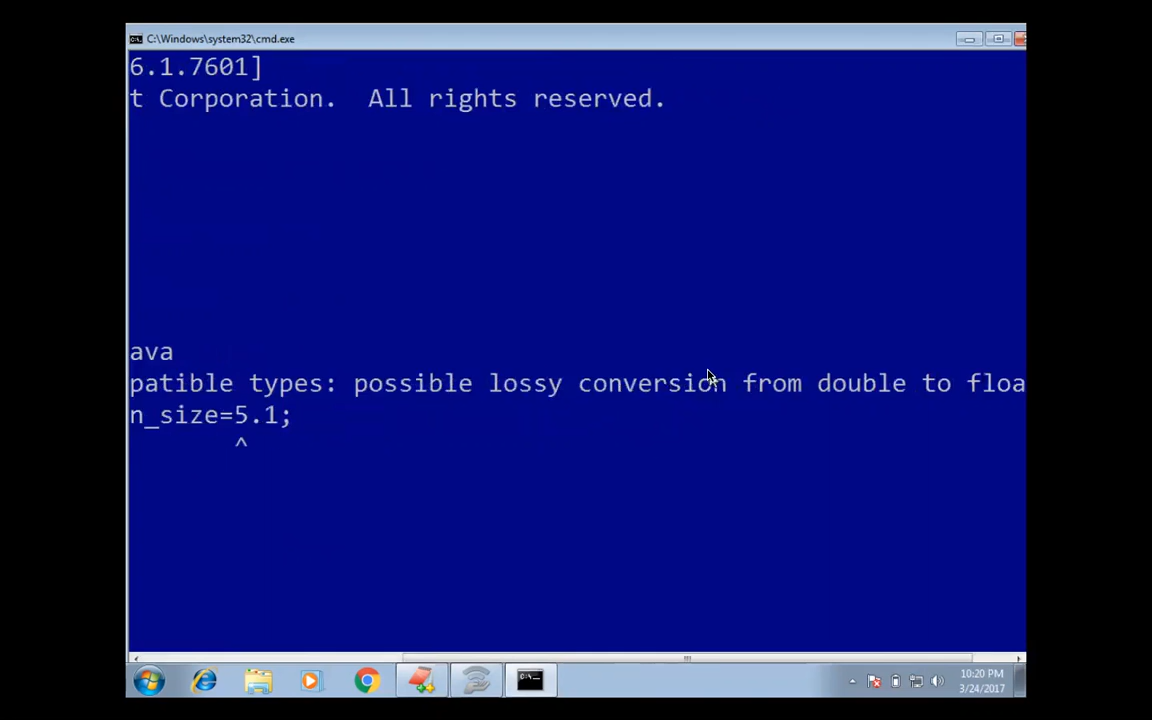 C:\Windows\system32\cmd.exe
6.1.7601]
t Corporation.  All rights reserved.
ava
patible types: possible lossy conversion from double to floa
n_size=5.1;
^
10:20 PM
3/24/2017